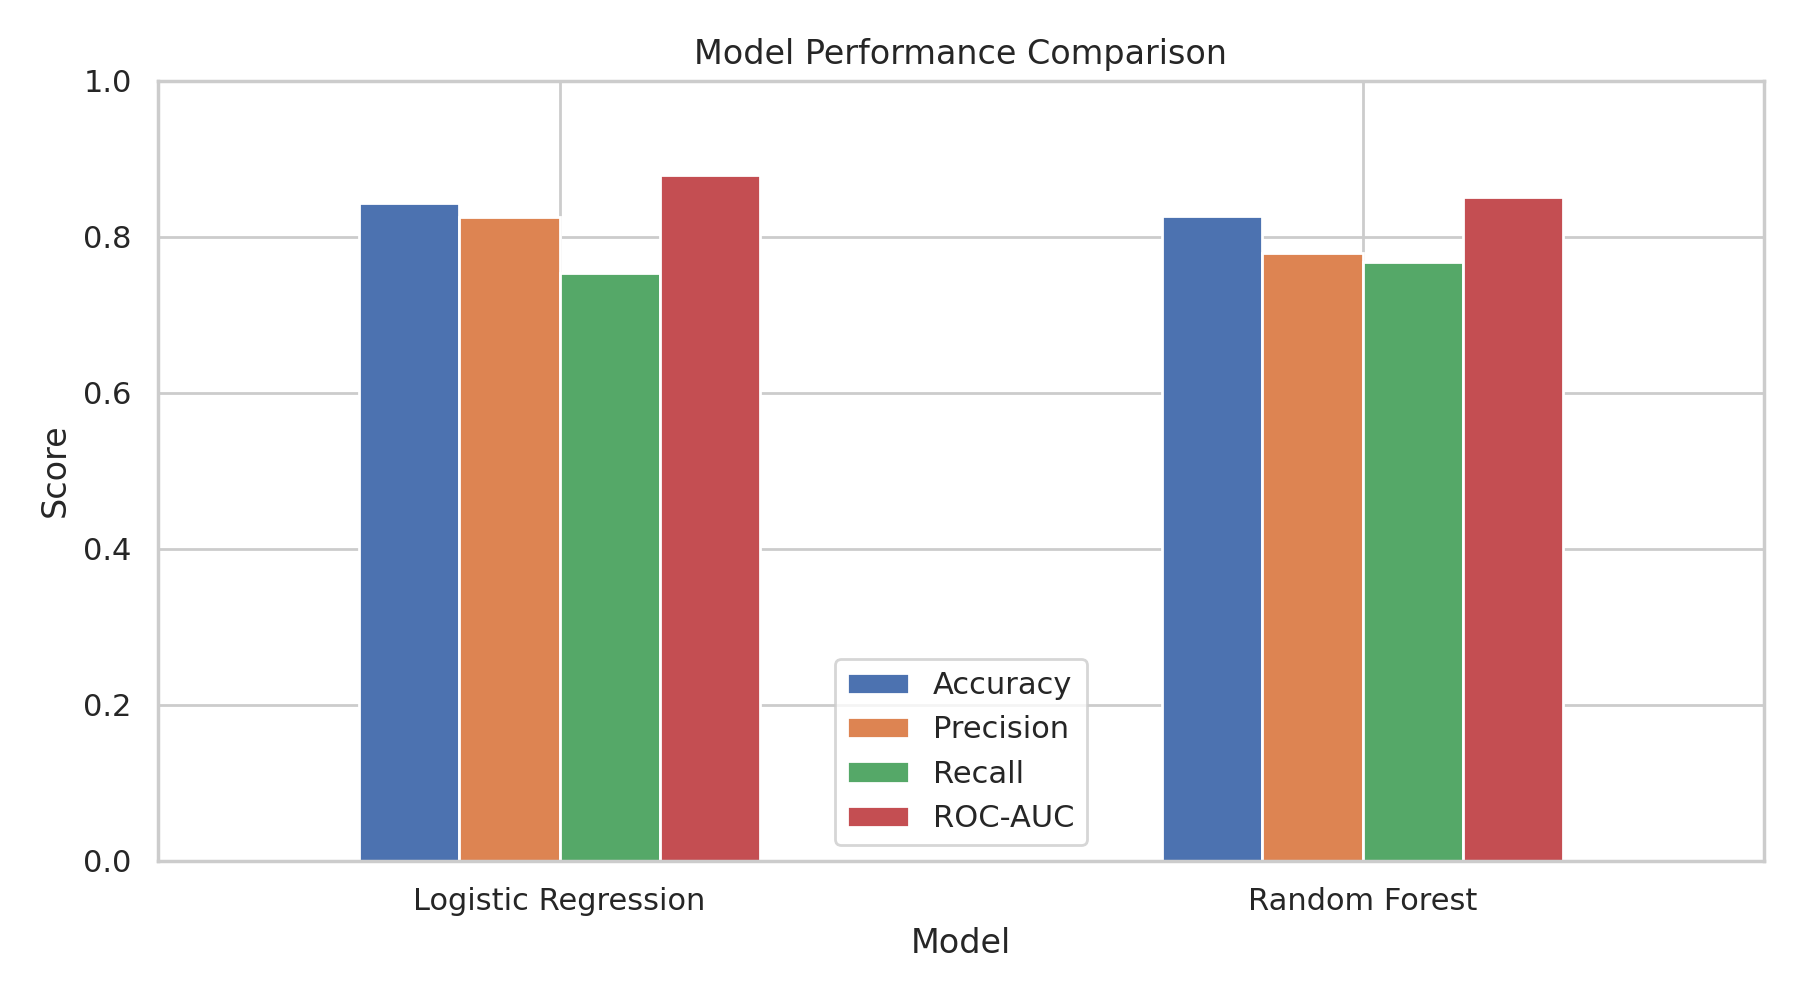 Model Performance Comparison
1.0
0.8
0.6
0.4
0.2
0.0
Score
Accuracy
Precision
Recall
ROC-AUC
Logistic Regression
Random Forest
Model